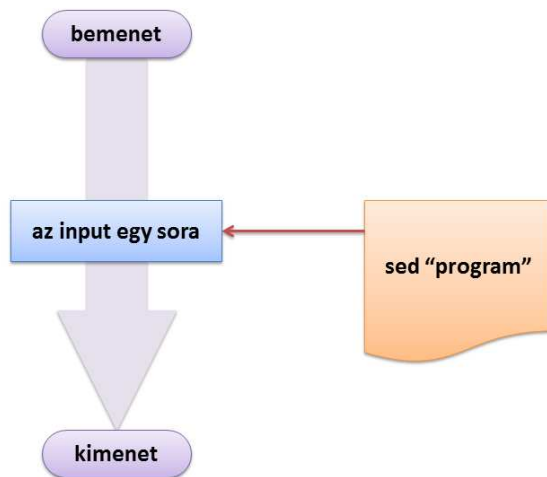 bemenet
az input egy sora
sed “program”
kimenet